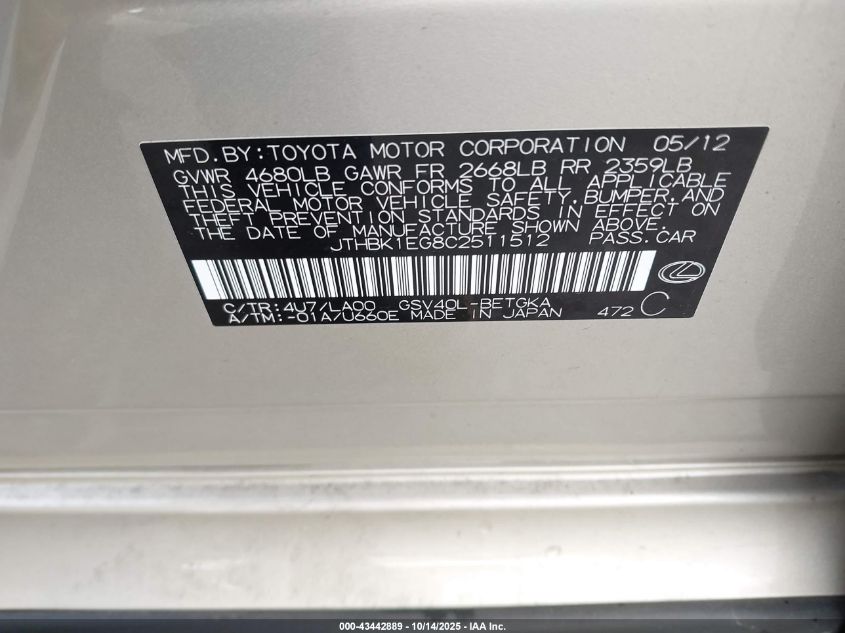 MFD.BY:TOYOTA MOTOR CORPORATION 05/12
GVWR 4680LB GAWR FR 2668LB RR 2359LB
THIS VEHICLE CONFORMS TO ALL APPLICABLE
FEDERAL MOTOR VEHICLE SAFETY,BUMPER,AND
THEFT PREVENTION STANDARDS IN EFFECT ON
THE DATE OF MANUFACTURE SHOWN ABOVE.
JTHBK1EG8C2511512 PASS.CAR
C/TR:4U7/LA00 GSV40L-BETGKA
A/TM:-01A/U660E MADE IN JAPAN 472 C
000-43442889 - 10/14/2025 - IAA Inc.